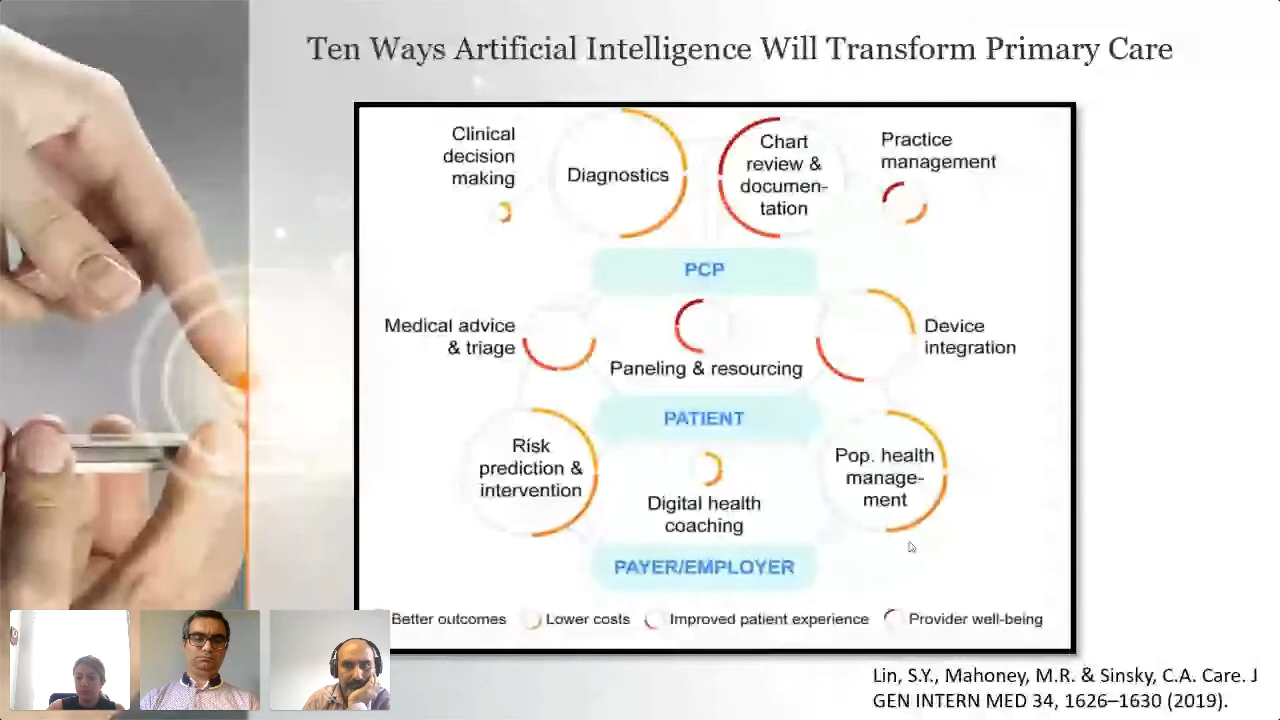 Ten Ways Artificial Intelligence Will Transform Primary Care
Clinical
decision
making
Diagnostics
Chart
review &
documen-
tation
Practice
management
PCP
Medical advice
& triage
Paneling & resourcing
Device
integration
PATIENT
Risk
prediction &
intervention
Digital health
coaching
Pop. health
manage-
ment
PAYER/EMPLOYER
Better outcomes
Lower costs
Improved patient experience
Provider well-being
Lin, S.Y., Mahoney, M.R. & Sinsky, C.A. Care. J
GEN INTERN MED 34, 1626–1630 (2019).